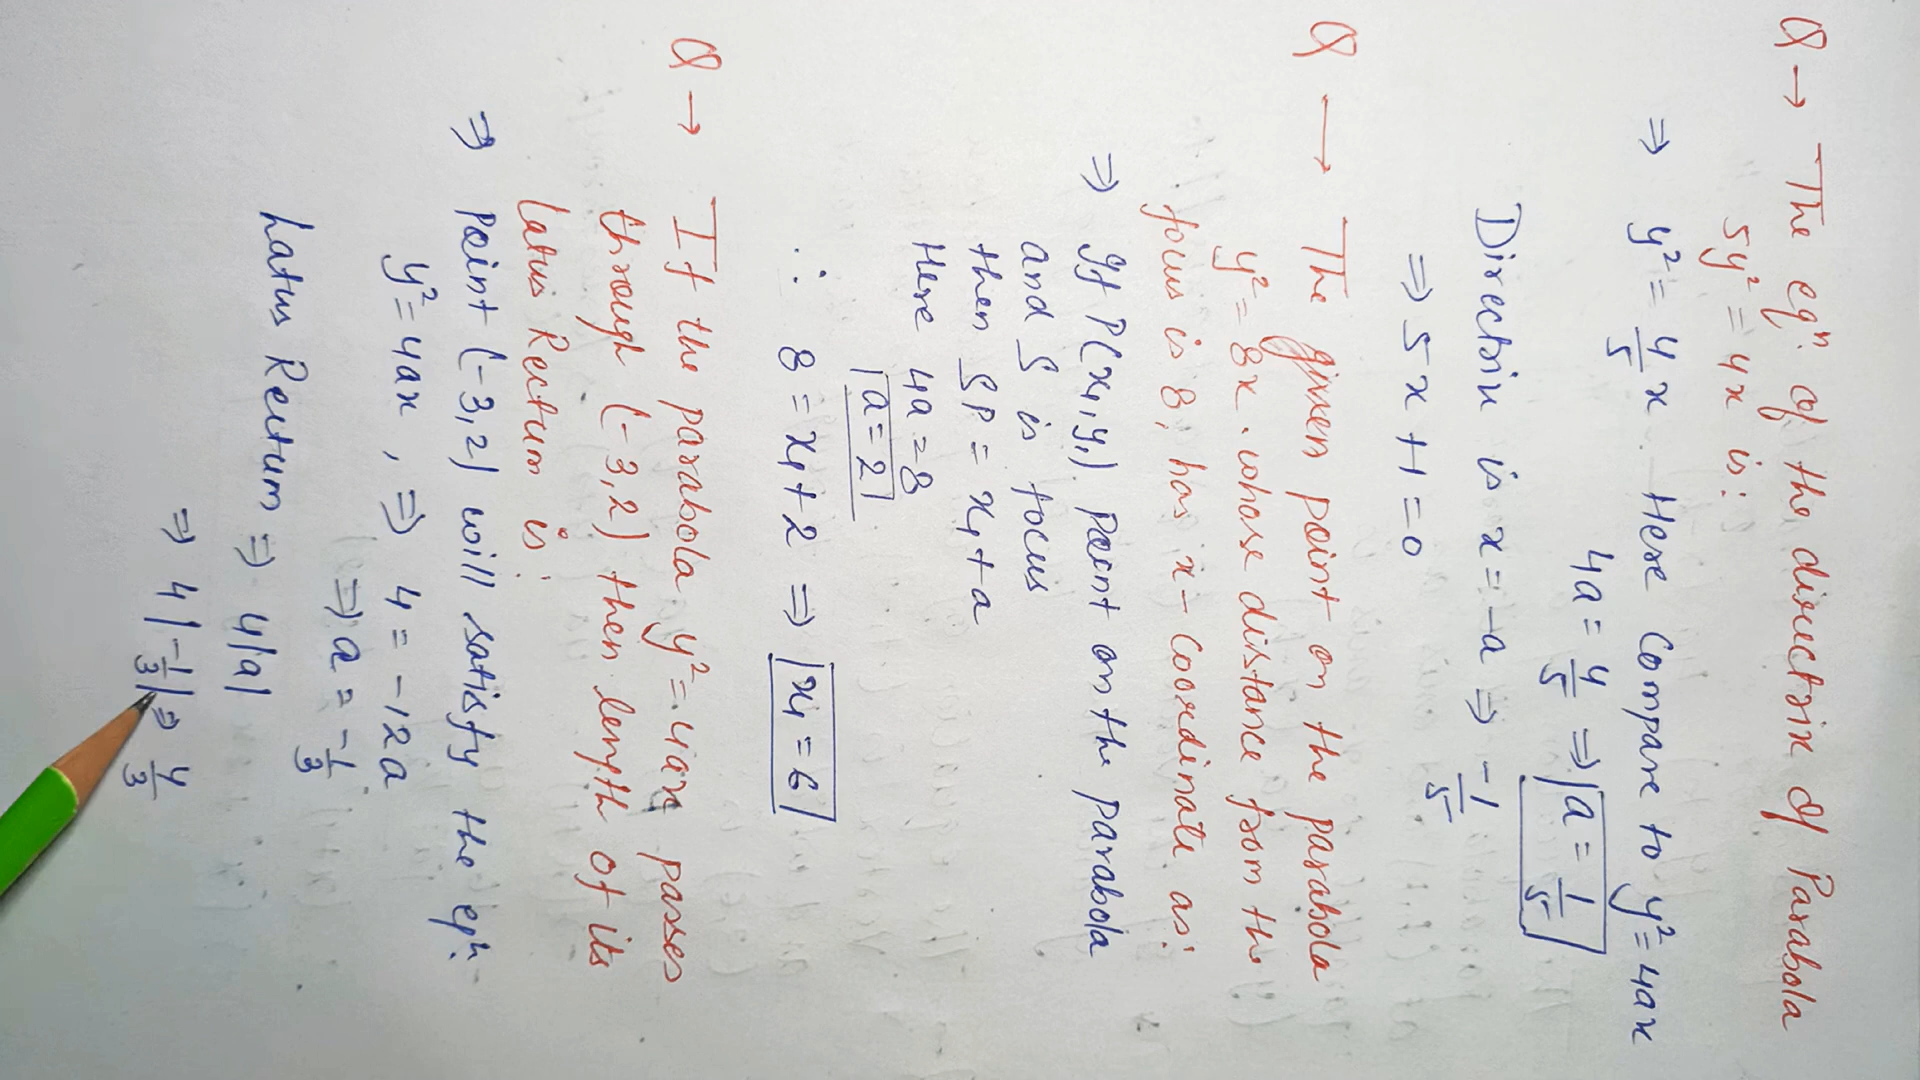 Q → The eqn. of the directrix of Parabola
5y² = 4x is:
⇒ y² = 4/5 x Here Compare to y² = 4ax
4a = 4/5 ⇒ a = 1/5
Directrix is x = -a ⇒ -1/5
⇒ 5x+1=0
Q → The given point on the parabola
y² = 8x. whose distance from the
focus is 8, has x-Coordinate as:
⇒ If P(x₁,y₁) Point on the parabola
and S is focus
then SP = x₁+a
Here 4a=8
a=2
∴ 8 = x₁+2 ⇒ x₁=6
Q → If the parabola y²=4ax passes
through (-3,2) then length of its
latus Rectum is:
⇒ Point (-3,2) will satisfy the eqn.
y²=4ax, ⇒ 4 = -12a
⇒ a = -1/3
Latus Rectum ⇒ 4|a|
⇒ 4|-1/3| ⇒ 4/3